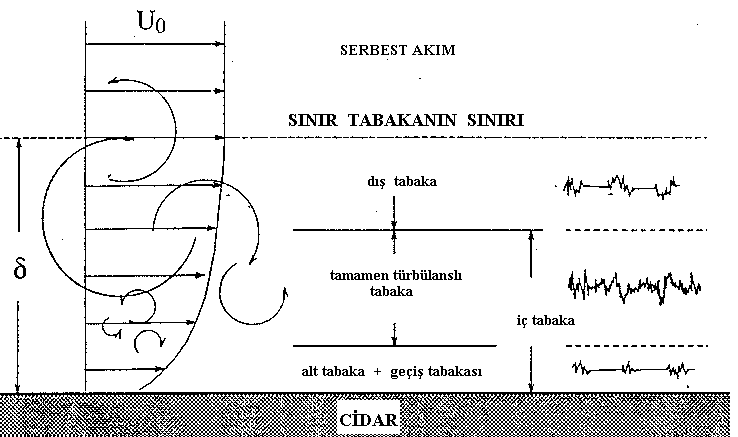 U₀
SERBEST AKIM
SINIR TABAKANIN SINIRI
dış tabaka
δ
tamamen türbülanslı
tabaka
iç tabaka
alt tabaka + geçiş tabakası
CİDAR